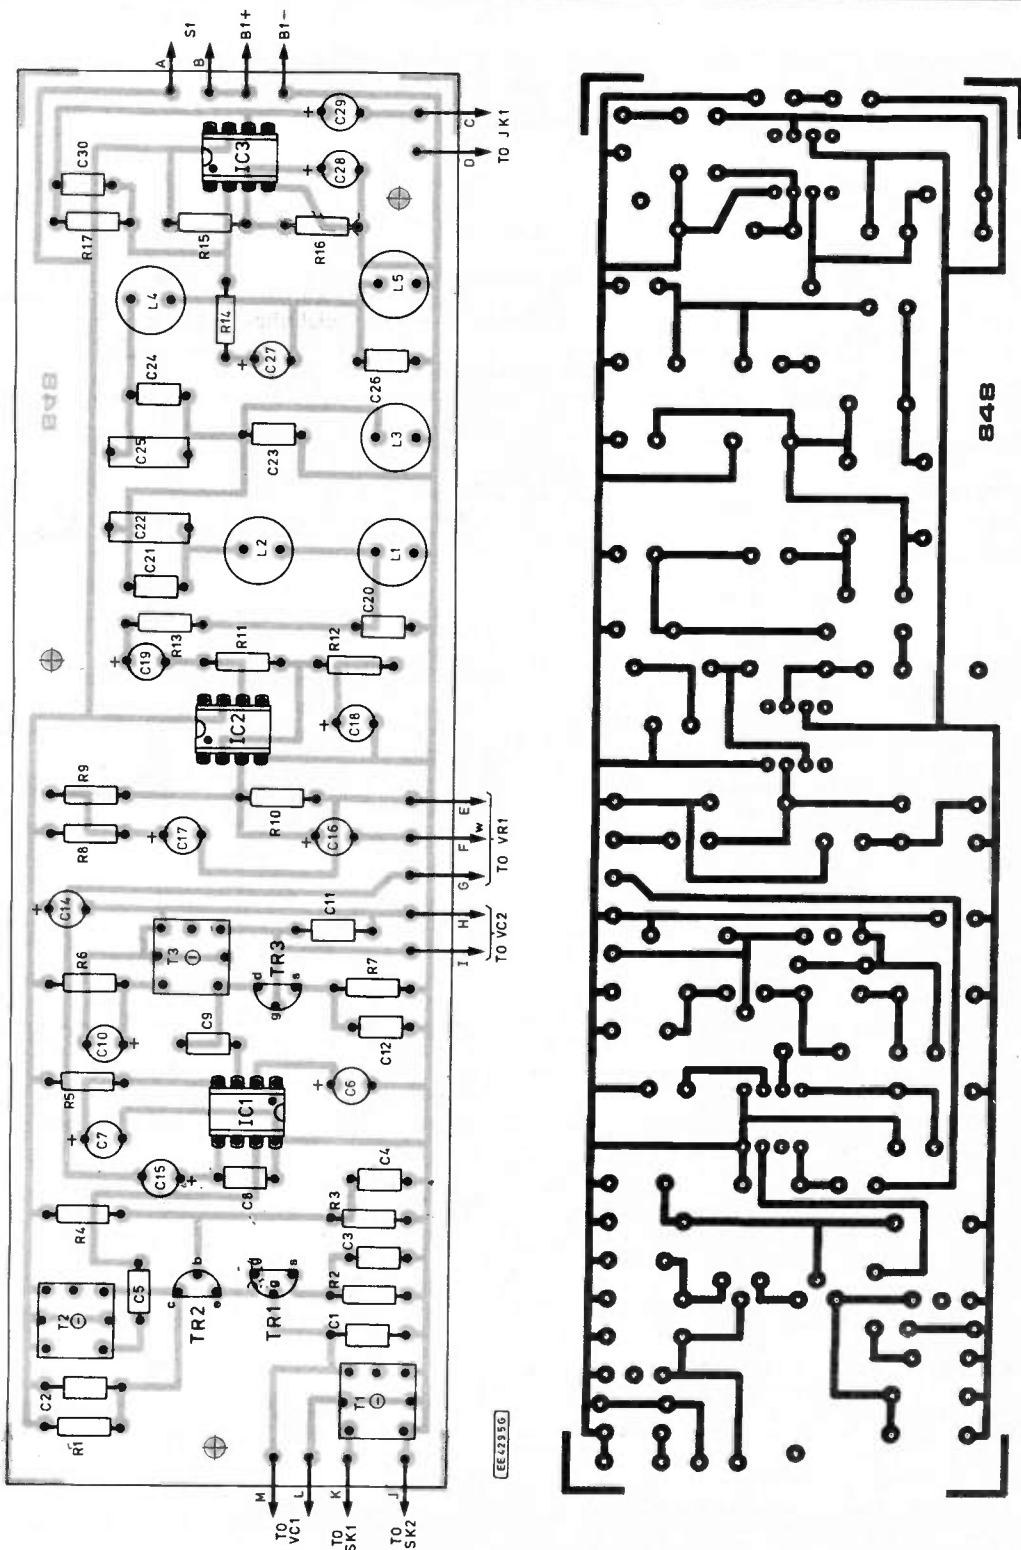 A
S1
B
B1+
B1-
C
TO JK1
D
C29
C30
IC3
C28
R17
R15
R16
L4
L5
R14
C27
C24
C26
848
C25
C23
L3
848
C22
L2
L1
C21
C20
R13
R11
R12
C19
IC2
C18
R9
R10
E
R8
C17
C16
F
W
TO VR1
G
C14
C11
H
TO VC2
I
T3
TR3
d
s
g
R6
R7
C9
C10
C12
R5
C6
IC1
C7
C15
C8
C4
R4
R3
C3
b
d
s
g
c
e
C5
R2
T2
TR2
TR1
C1
C2
T1
R1
EE4295G
M
L
K
J
TO VC1
TO SK1
TO SK2